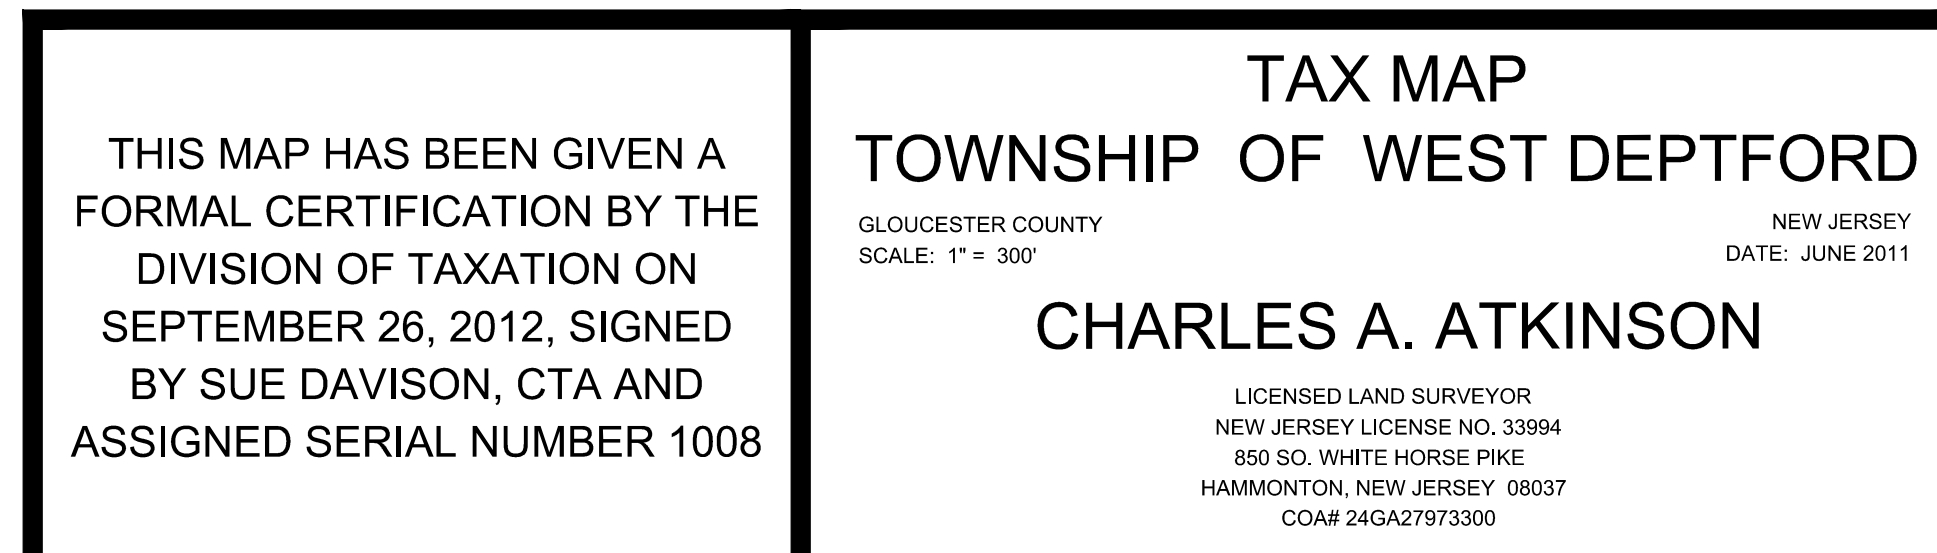 THIS MAP HAS BEEN GIVEN A
FORMAL CERTIFICATION BY THE
DIVISION OF TAXATION ON
SEPTEMBER 26, 2012, SIGNED
BY SUE DAVISON, CTA AND
ASSIGNED SERIAL NUMBER 1008
TAX MAP
TOWNSHIP OF WEST DEPTFORD
GLOUCESTER COUNTY
NEW JERSEY
SCALE: 1" = 300'
DATE: JUNE 2011
CHARLES A. ATKINSON
LICENSED LAND SURVEYOR
NEW JERSEY LICENSE NO. 33994
850 SO. WHITE HORSE PIKE
HAMMONTON, NEW JERSEY 08037
COA# 24GA27973300